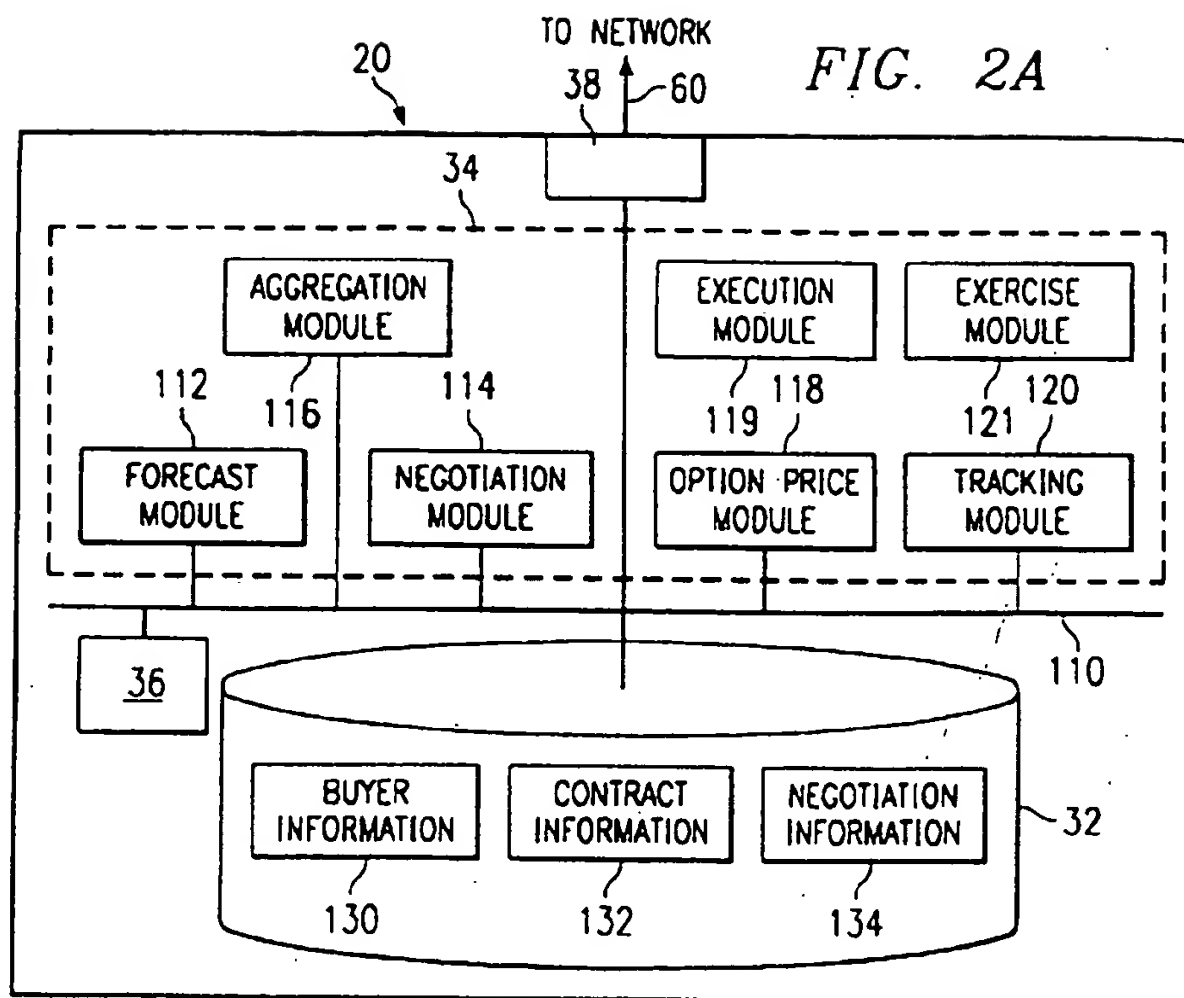 TO NETWORK
FIG. 2A
20
38
60
34
AGGREGATION
MODULE
EXECUTION
MODULE
EXERCISE
MODULE
112
116
114
119
118
121
120
FORECAST
MODULE
NEGOTIATION
MODULE
OPTION PRICE
MODULE
TRACKING
MODULE
110
36
BUYER
INFORMATION
CONTRACT
INFORMATION
NEGOTIATION
INFORMATION
32
130
132
134